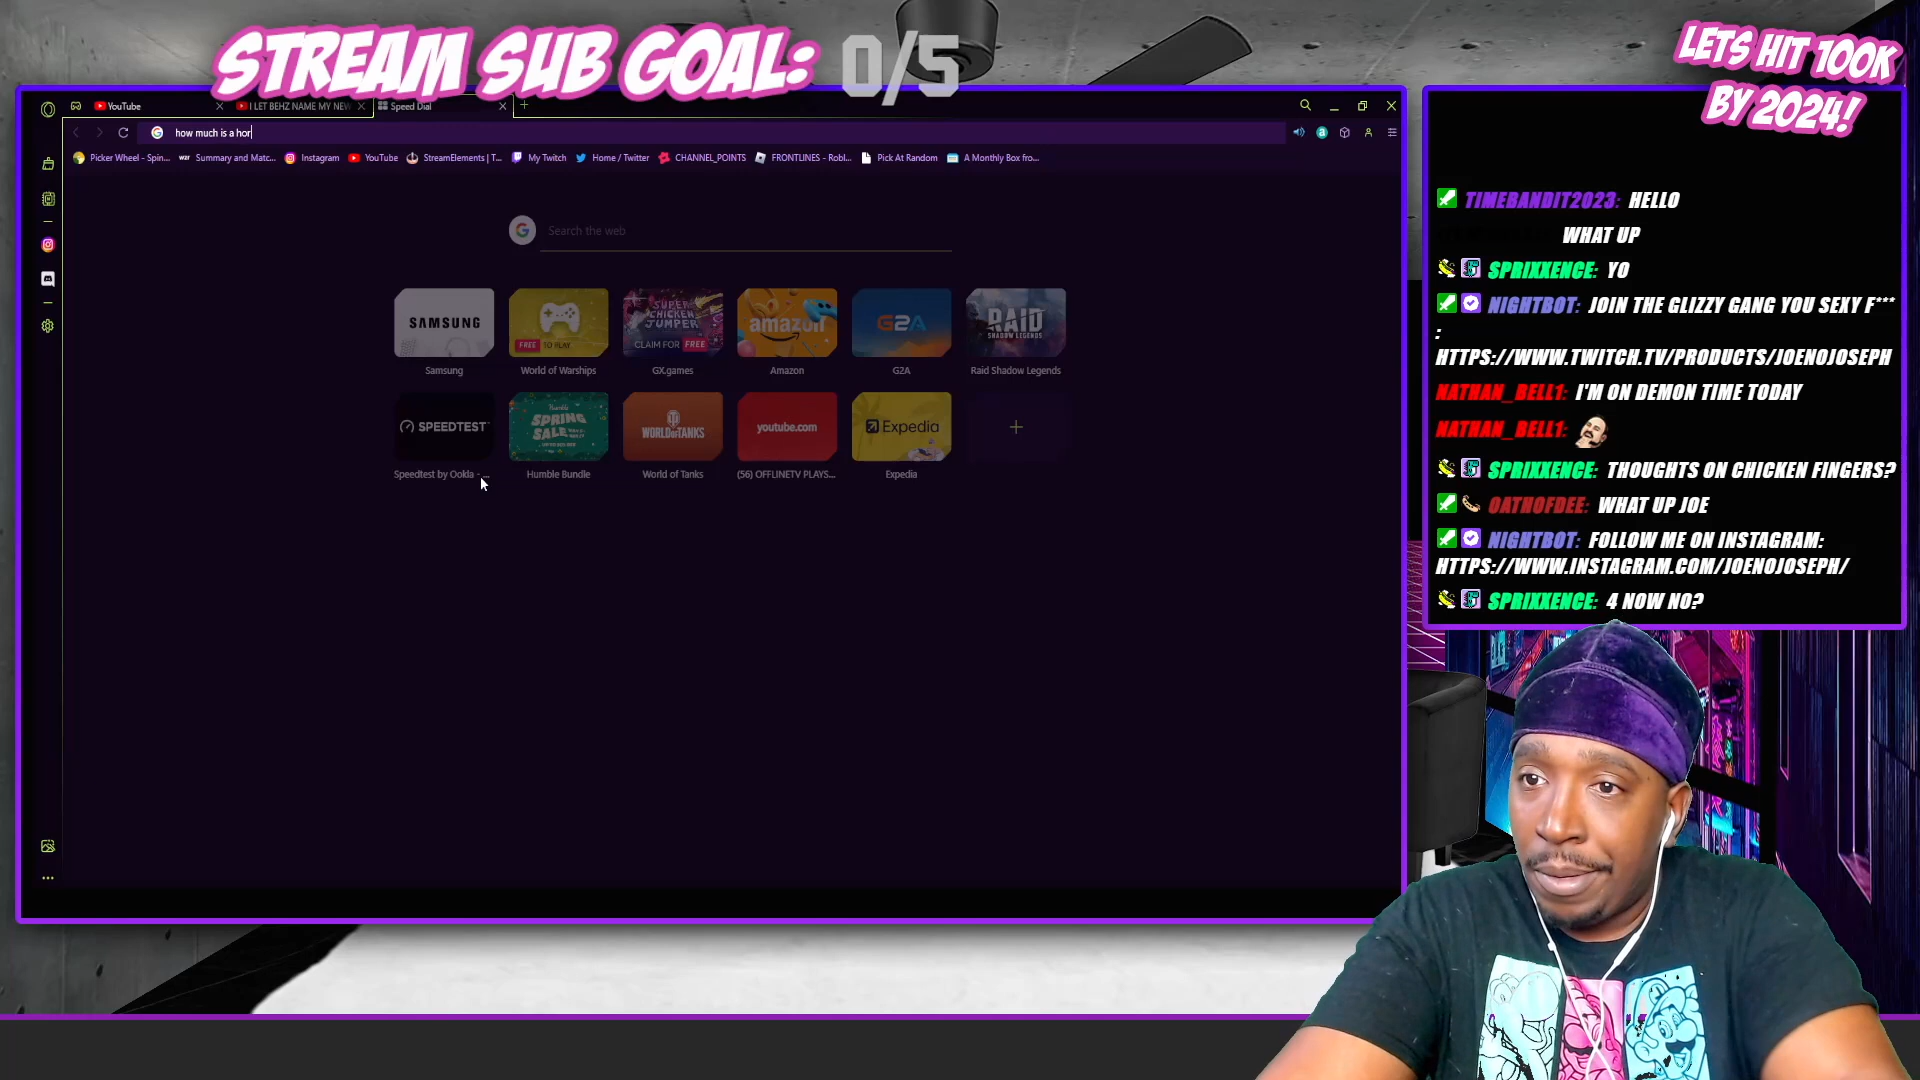 STREAM SUB GOAL: 0/5
LETS HIT 100K
BY 2024!
YouTube
I LET BEHZ NAME MY NEW
Speed Dial
how much is a hor
Picker Wheel - Spin...
Summary and Matc...
Instagram
YouTube
StreamElements | T...
My Twitch
Home / Twitter
CHANNEL_POINTS
FRONTLINES - Robl...
Pick At Random
A Monthly Box fro...
Search the web
SAMSUNG
FREE TO PLAY
SUPER
CHICKEN
JUMPER
CLAIM FOR FREE
amazon
G2A
RAID
SHADOW LEGENDS
Samsung
World of Warships
GX.games
Amazon
G2A
Raid Shadow Legends
SPEEDTEST
Humble
SPRING
SALE
WORLD OF TANKS
youtube.com
Expedia
Speedtest by Ookla - ...
Humble Bundle
World of Tanks
(56) OFFLINETV PLAYS...
Expedia
TIMEBANDIT2023: HELLO
WHAT UP
SPRIXXENCE: YO
NIGHTBOT: JOIN THE GLIZZY GANG YOU SEXY F***
:
HTTPS://WWW.TWITCH.TV/PRODUCTS/JOENOJOSEPH
NATHAN_BELL1: I'M ON DEMON TIME TODAY
NATHAN_BELL1:
SPRIXXENCE: THOUGHTS ON CHICKEN FINGERS?
OATHOFDEE: WHAT UP JOE
NIGHTBOT: FOLLOW ME ON INSTAGRAM:
HTTPS://WWW.INSTAGRAM.COM/JOENOJOSEPH/
SPRIXXENCE: 4 NOW NO?